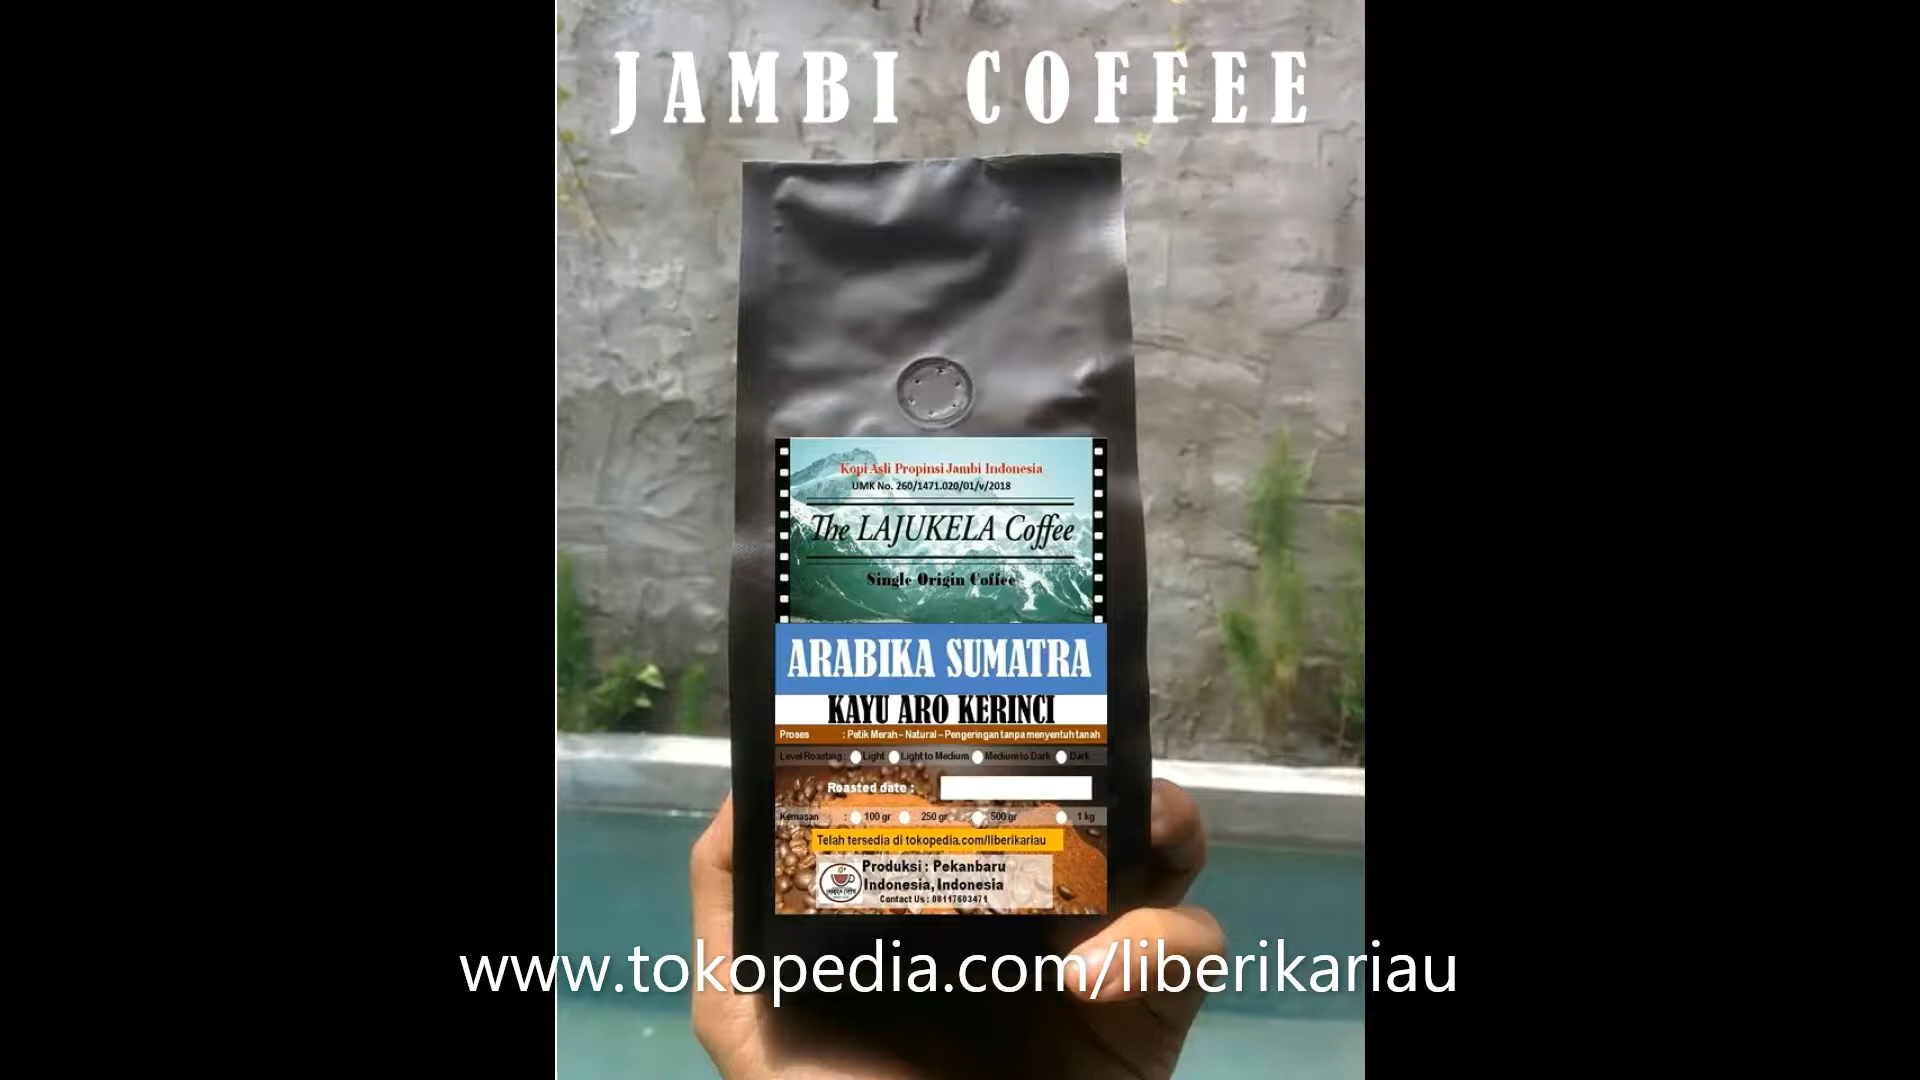 JAMBI COFFEE
Kopi Asli Propinsi Jambi Indonesia
UMK No. 260/1471.020/01/v/2018
The LAJUKELA Coffee
Single Origin Coffee
ARABIKA SUMATRA
KAYU ARO KERINCI
Proses : Petik Merah – Natural – Pengeringan tanpa menyentuh tanah
Level Roasting: Light Light to Medium Medium to Dark Dark
Roasted date :
Kemasan : 100 gr 250 gr 500 gr 1 kg
Telah tersedia di tokopedia.com/liberikariau
Produksi : Pekanbaru
Indonesia, Indonesia
Contact Us : 08117603471
www.tokopedia.com/liberikariau